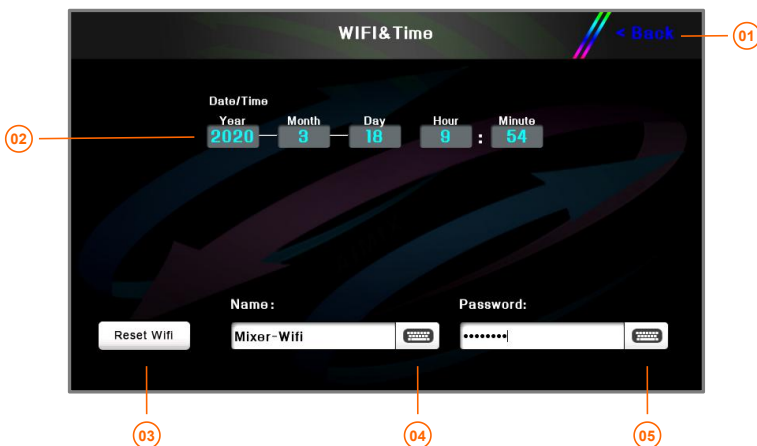 WIFI&Time
< Back
01
Date/Time
Year Month Day Hour Minute
02
2020 — 3 — 18 9 : 54
Name: Password:
Reset Wifi
Mixer-Wifi
••••••••
03
04
05